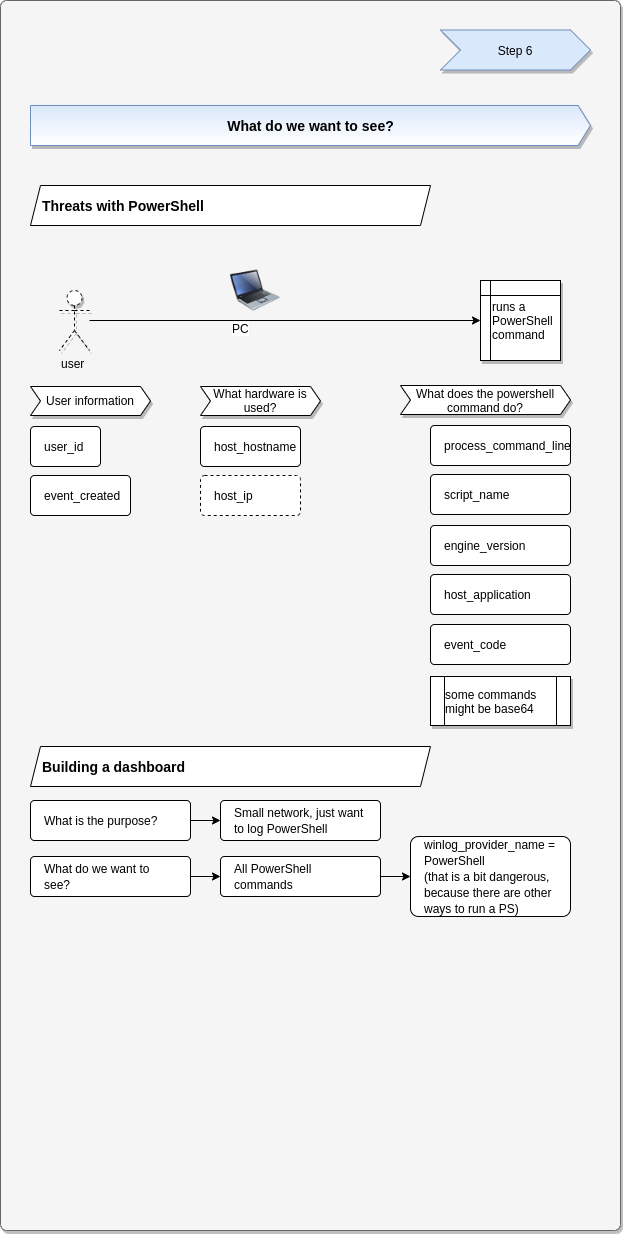 Step 6
What do we want to see?
Threats with PowerShell
PC
user
runs a
PowerShell
command
User information
What hardware is
used?
What does the powershell
command do?
user_id
host_hostname
process_command_line
event_created
host_ip
script_name
engine_version
host_application
event_code
some commands
might be base64
Building a dashboard
What is the purpose?
Small network, just want
to log PowerShell
What do we want to
see?
All PowerShell
commands
winlog_provider_name =
PowerShell
(that is a bit dangerous,
because there are other
ways to run a PS)